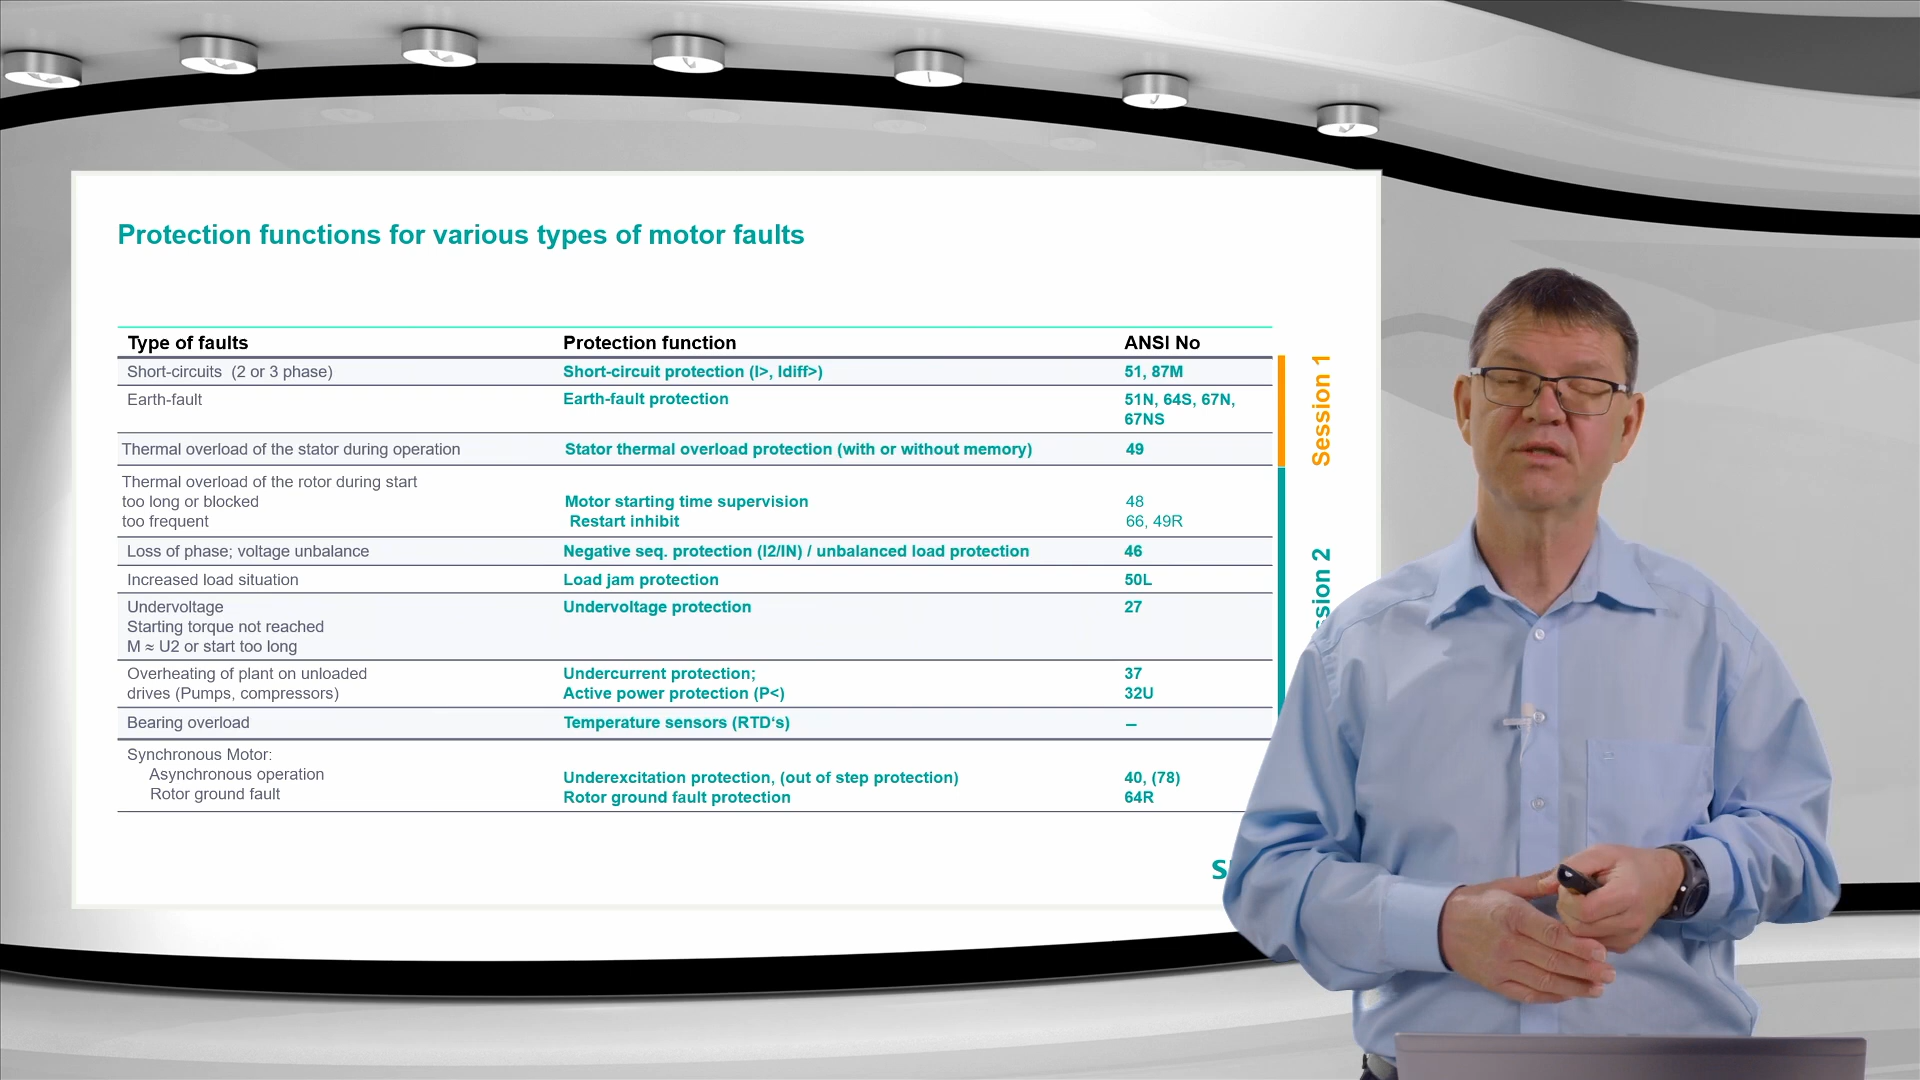 Protection functions for various types of motor faults
Type of faults Protection function ANSI No
Short-circuits (2 or 3 phase) Short-circuit protection (I>, Idiff>) 51, 87M
Earth-fault Earth-fault protection 51N, 64S, 67N,
67NS
Thermal overload of the stator during operation Stator thermal overload protection (with or without memory) 49
Thermal overload of the rotor during start
too long or blocked Motor starting time supervision 48
too frequent Restart inhibit 66, 49R
Loss of phase; voltage unbalance Negative seq. protection (I2/IN) / unbalanced load protection 46
Increased load situation Load jam protection 50L
Undervoltage Undervoltage protection 27
Starting torque not reached
M ≈ U2 or start too long
Overheating of plant on unloaded Undercurrent protection; 37
drives (Pumps, compressors) Active power protection (P<) 32U
Bearing overload Temperature sensors (RTD‘s) –
Synchronous Motor:
Asynchronous operation Underexcitation protection, (out of step protection) 40, (78)
Rotor ground fault Rotor ground fault protection 64R
Session 1
2